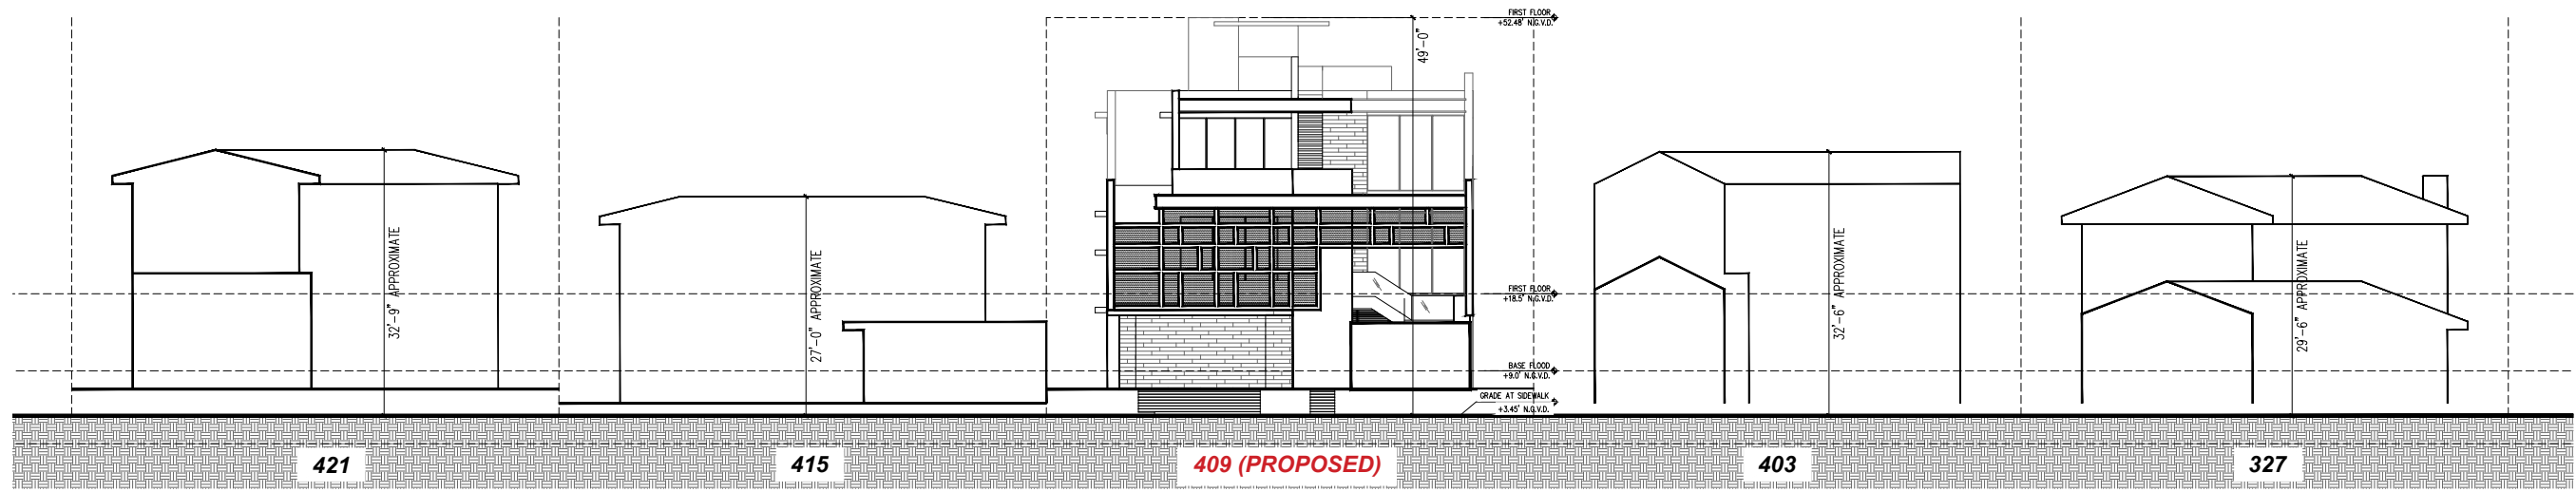 FIRST FLOOR
+52.48' N.G.V.D.
49'-0"
32'-9" APPROXIMATE
27'-0" APPROXIMATE
32'-6" APPROXIMATE
29'-6" APPROXIMATE
FIRST FLOOR
+18.5' N.G.V.D.
BASE FLOOD
+9.0' N.G.V.D.
GRADE AT SIDEWALK
+3.45' N.G.V.D.
421
415
409 (PROPOSED)
403
327